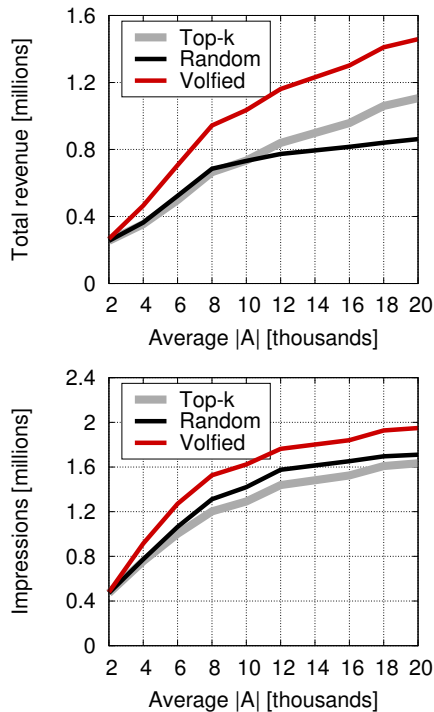 Total revenue [millions]
1.6
1.2
0.8
0.4
0
Top-k
Random
Volfied
2 4 6 8 10 12 14 16 18 20
Average |A| [thousands]
Impressions [millions]
2.4
2
1.6
1.2
0.8
0.4
0
Top-k
Random
Volfied
2 4 6 8 10 12 14 16 18 20
Average |A| [thousands]